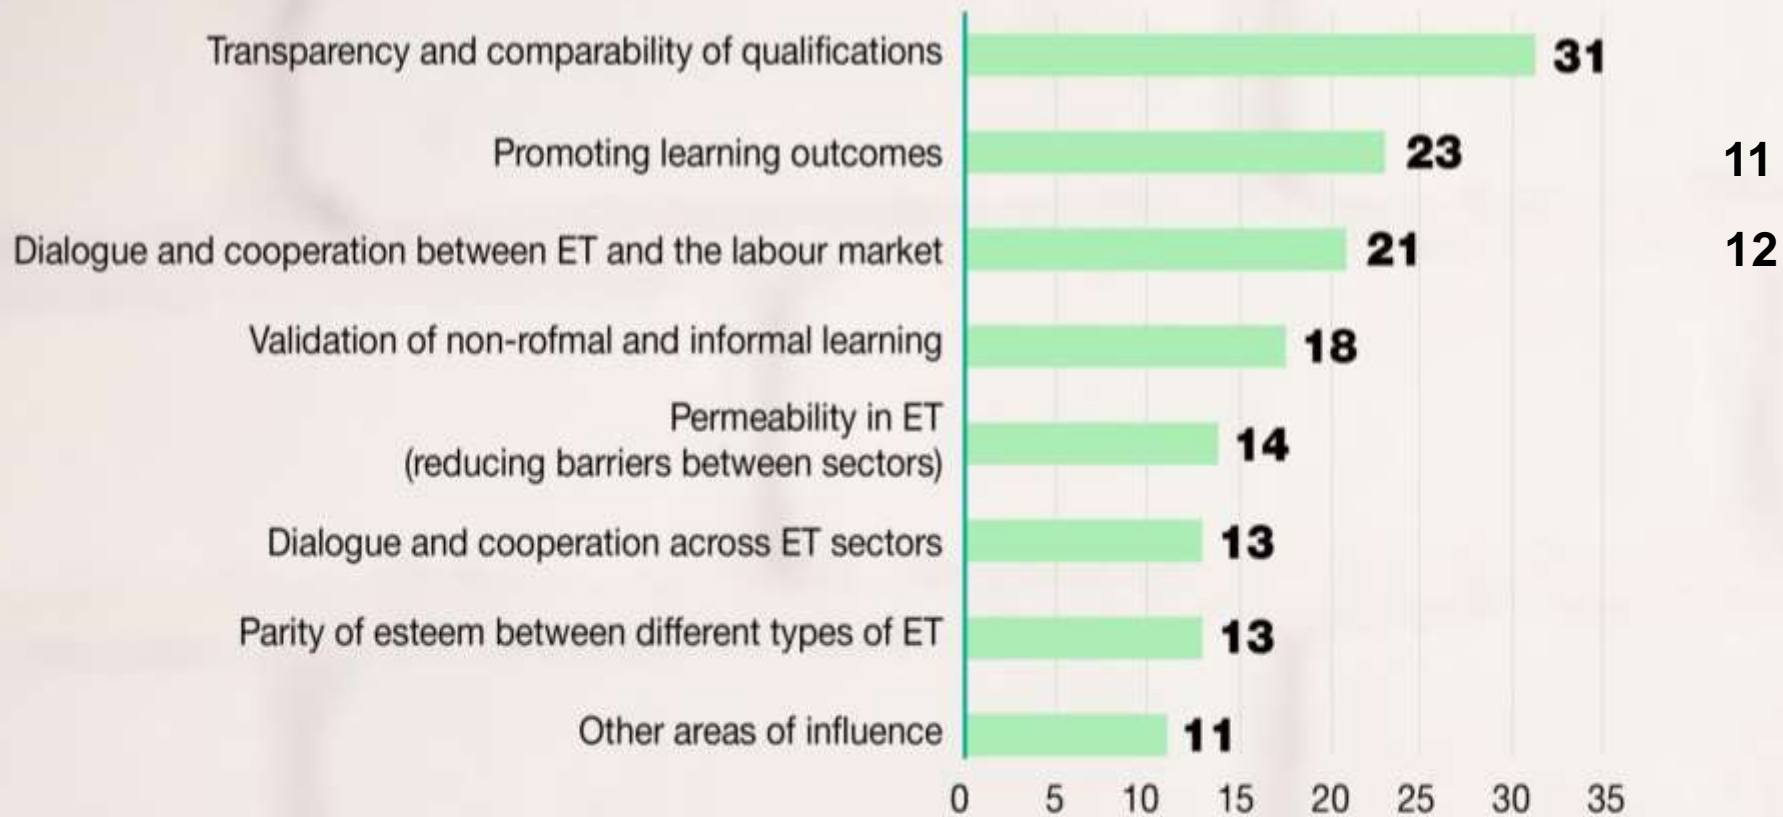 Transparency and comparability of qualifications 31
Promoting learning outcomes 23 11
Dialogue and cooperation between ET and the labour market 21 12
Validation of non-rofmal and informal learning 18
Permeability in ET
(reducing barriers between sectors) 14
Dialogue and cooperation across ET sectors 13
Parity of esteem between different types of ET 13
Other areas of influence 11
0 5 10 15 20 25 30 35